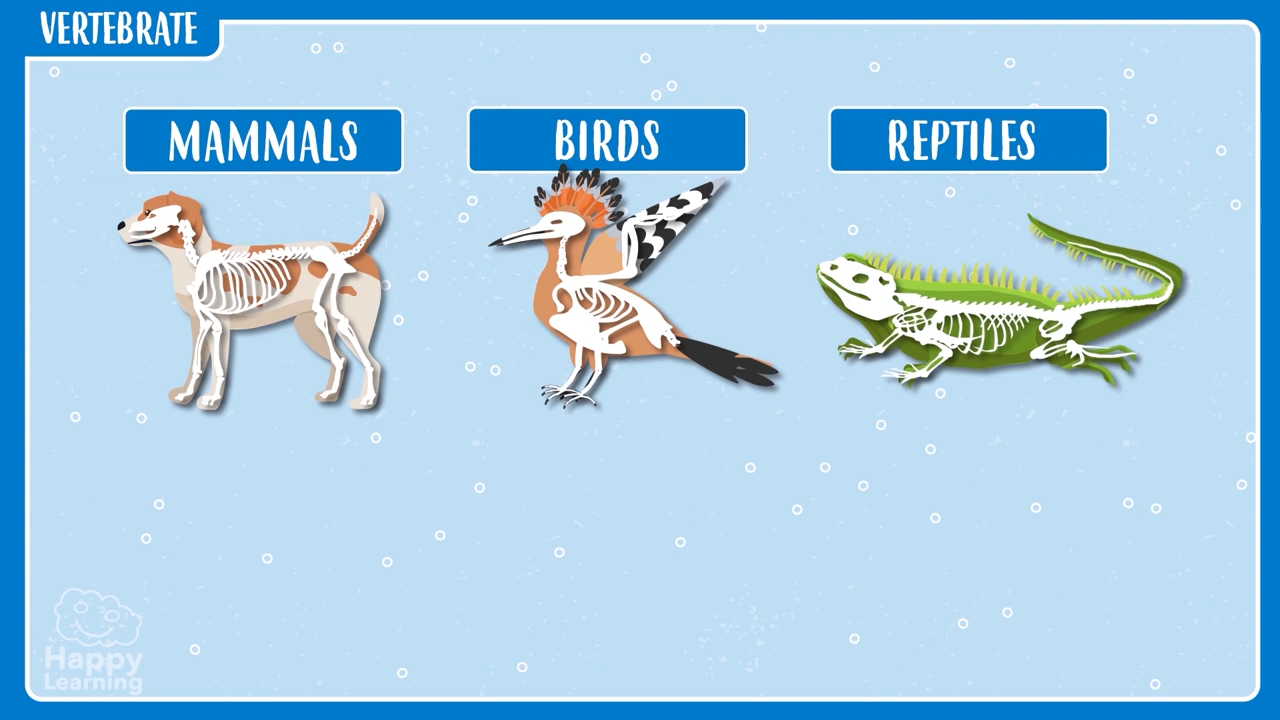 VERTEBRATE
MAMMALS
BIRDS
REPTILES
Happy
Learning